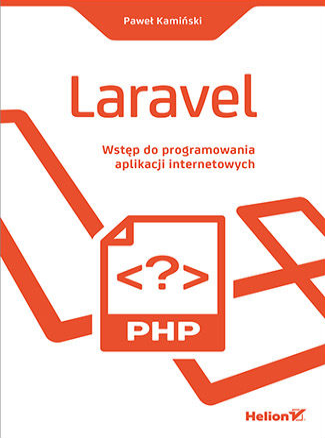 Paweł Kamiński
Laravel
Wstęp do programowania
aplikacji internetowych
<?>
PHP
Helion